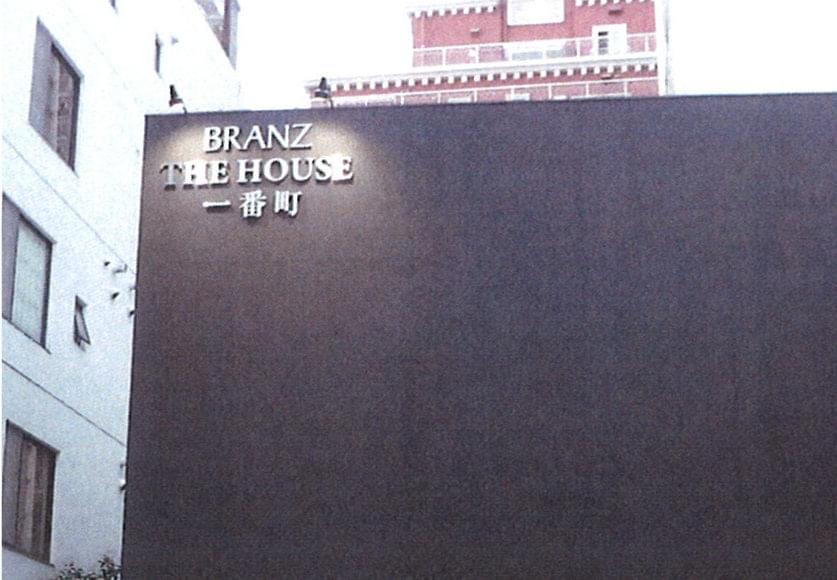 BRANZ
THE HOUSE
一番町